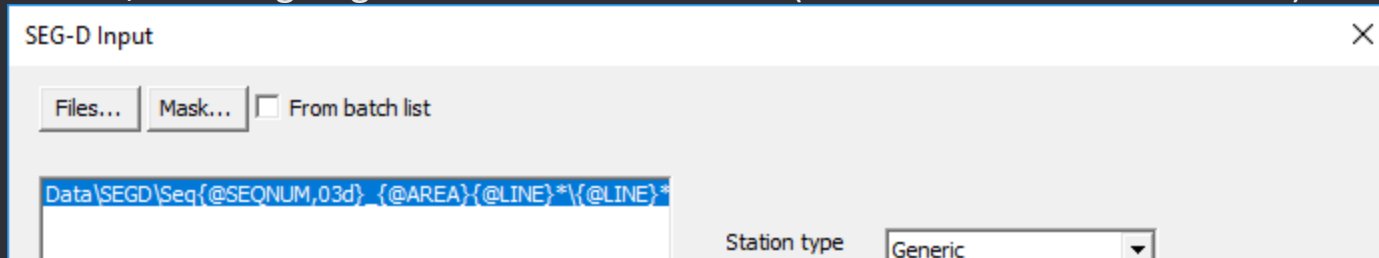 SEG-D Input
Files... Mask... From batch list
Data\SEGD\Seq{@SEQNUM,03d}_{@AREA}{@LINE}*\{@LINE}*
Station type Generic